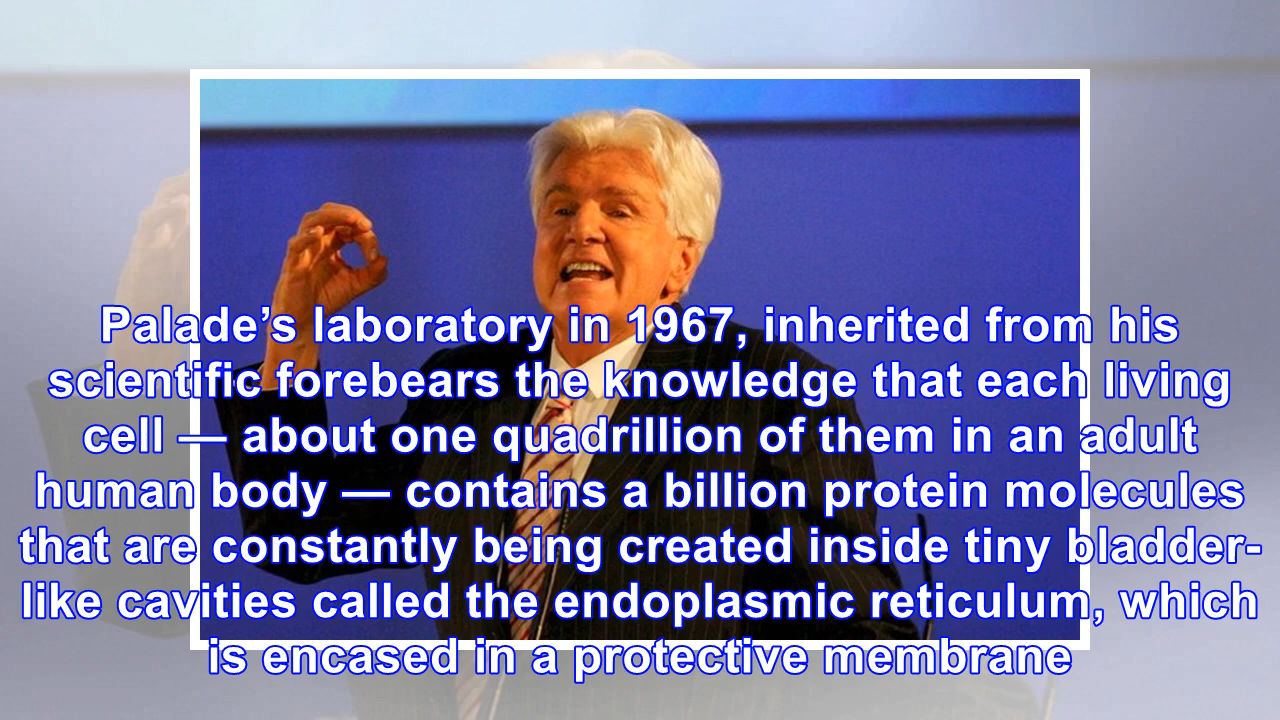 Palade’s laboratory in 1967, inherited from his
scientific forebears the knowledge that each living
cell — about one quadrillion of them in an adult
human body — contains a billion protein molecules
that are constantly being created inside tiny bladder-
like cavities called the endoplasmic reticulum, which
is encased in a protective membrane